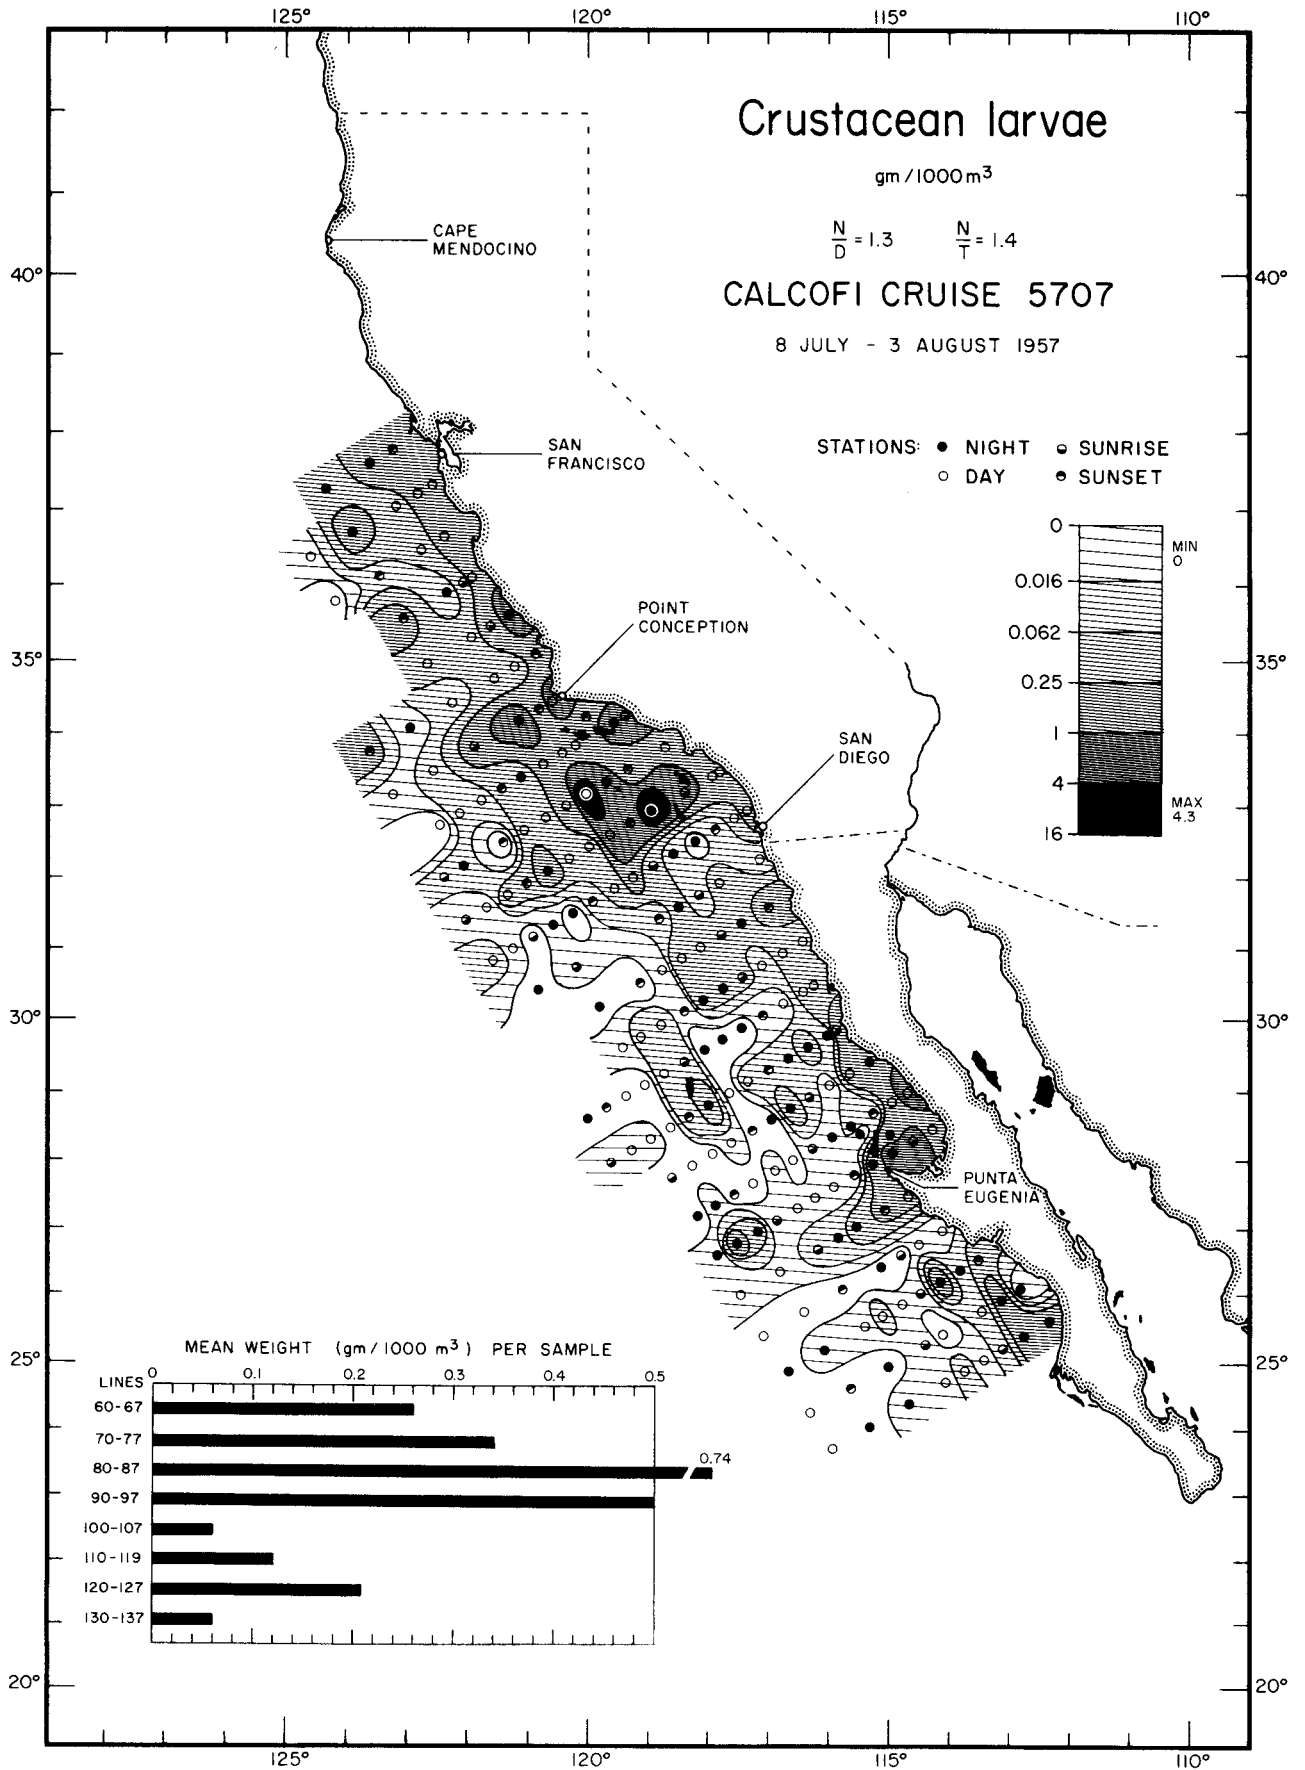 125° 120° 115° 110°
Crustacean larvae
gm/1000m³
N/D = 1.3 N/T = 1.4
CALCOFI CRUISE 5707
8 JULY - 3 AUGUST 1957
CAPE
MENDOCINO
40° 40°
STATIONS: ● NIGHT SUNRISE
○ DAY SUNSET
SAN
FRANCISCO
0
MIN
0
0.016
0.062
0.25
1
4
MAX
4.3
16
POINT
CONCEPTION
35° 35°
SAN
DIEGO
30° 30°
PUNTA
EUGENIA
25° 25°
MEAN WEIGHT (gm/1000 m³) PER SAMPLE
LINES 0 0.1 0.2 0.3 0.4 0.5
60-67
70-77
80-87 0.74
90-97
100-107
110-119
120-127
130-137
20° 20°
125° 120° 115° 110°